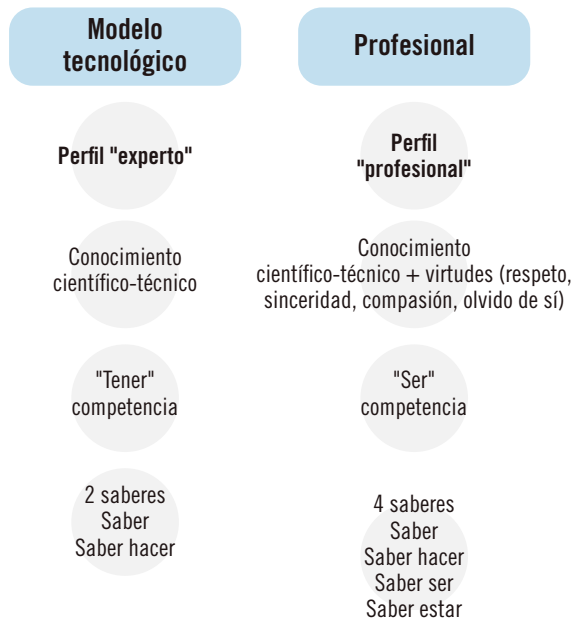 Modelo
tecnológico
Profesional
Perfil "experto"
Perfil
"profesional"
Conocimiento
científico-técnico
Conocimiento
científico-técnico + virtudes (respeto,
sinceridad, compasión, olvido de sí)
"Tener"
competencia
"Ser"
competencia
2 saberes
Saber
Saber hacer
4 saberes
Saber
Saber hacer
Saber ser
Saber estar